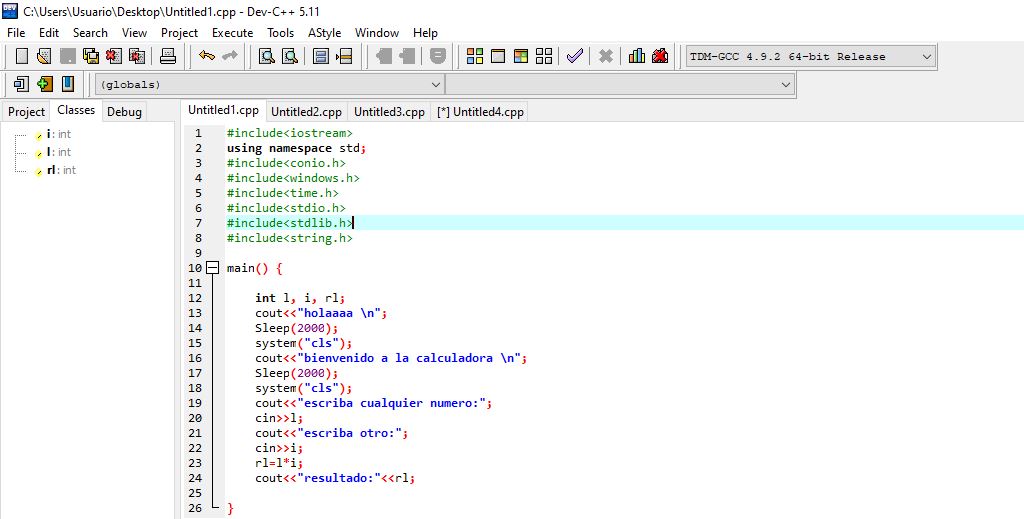 C:\Users\Usuario\Desktop\Untitled1.cpp - Dev-C++ 5.11
File Edit Search View Project Execute Tools AStyle Window Help
TDM-GCC 4.9.2 64-bit Release
(globals)
Project Classes Debug
i : int
l : int
rl : int
Untitled1.cpp Untitled2.cpp Untitled3.cpp [*] Untitled4.cpp
1 #include<iostream>
2 using namespace std;
3 #include<conio.h>
4 #include<windows.h>
5 #include<time.h>
6 #include<stdio.h>
7 #include<stdlib.h>
8 #include<string.h>
9
10 main() {
11
12 int l, i, rl;
13 cout<<"holaaaa \n";
14 Sleep(2000);
15 system("cls");
16 cout<<"bienvenido a la calculadora \n";
17 Sleep(2000);
18 system("cls");
19 cout<<"escriba cualquier numero:";
20 cin>>l;
21 cout<<"escriba otro:";
22 cin>>i;
23 rl=l*i;
24 cout<<"resultado:"<<rl;
25
26 }